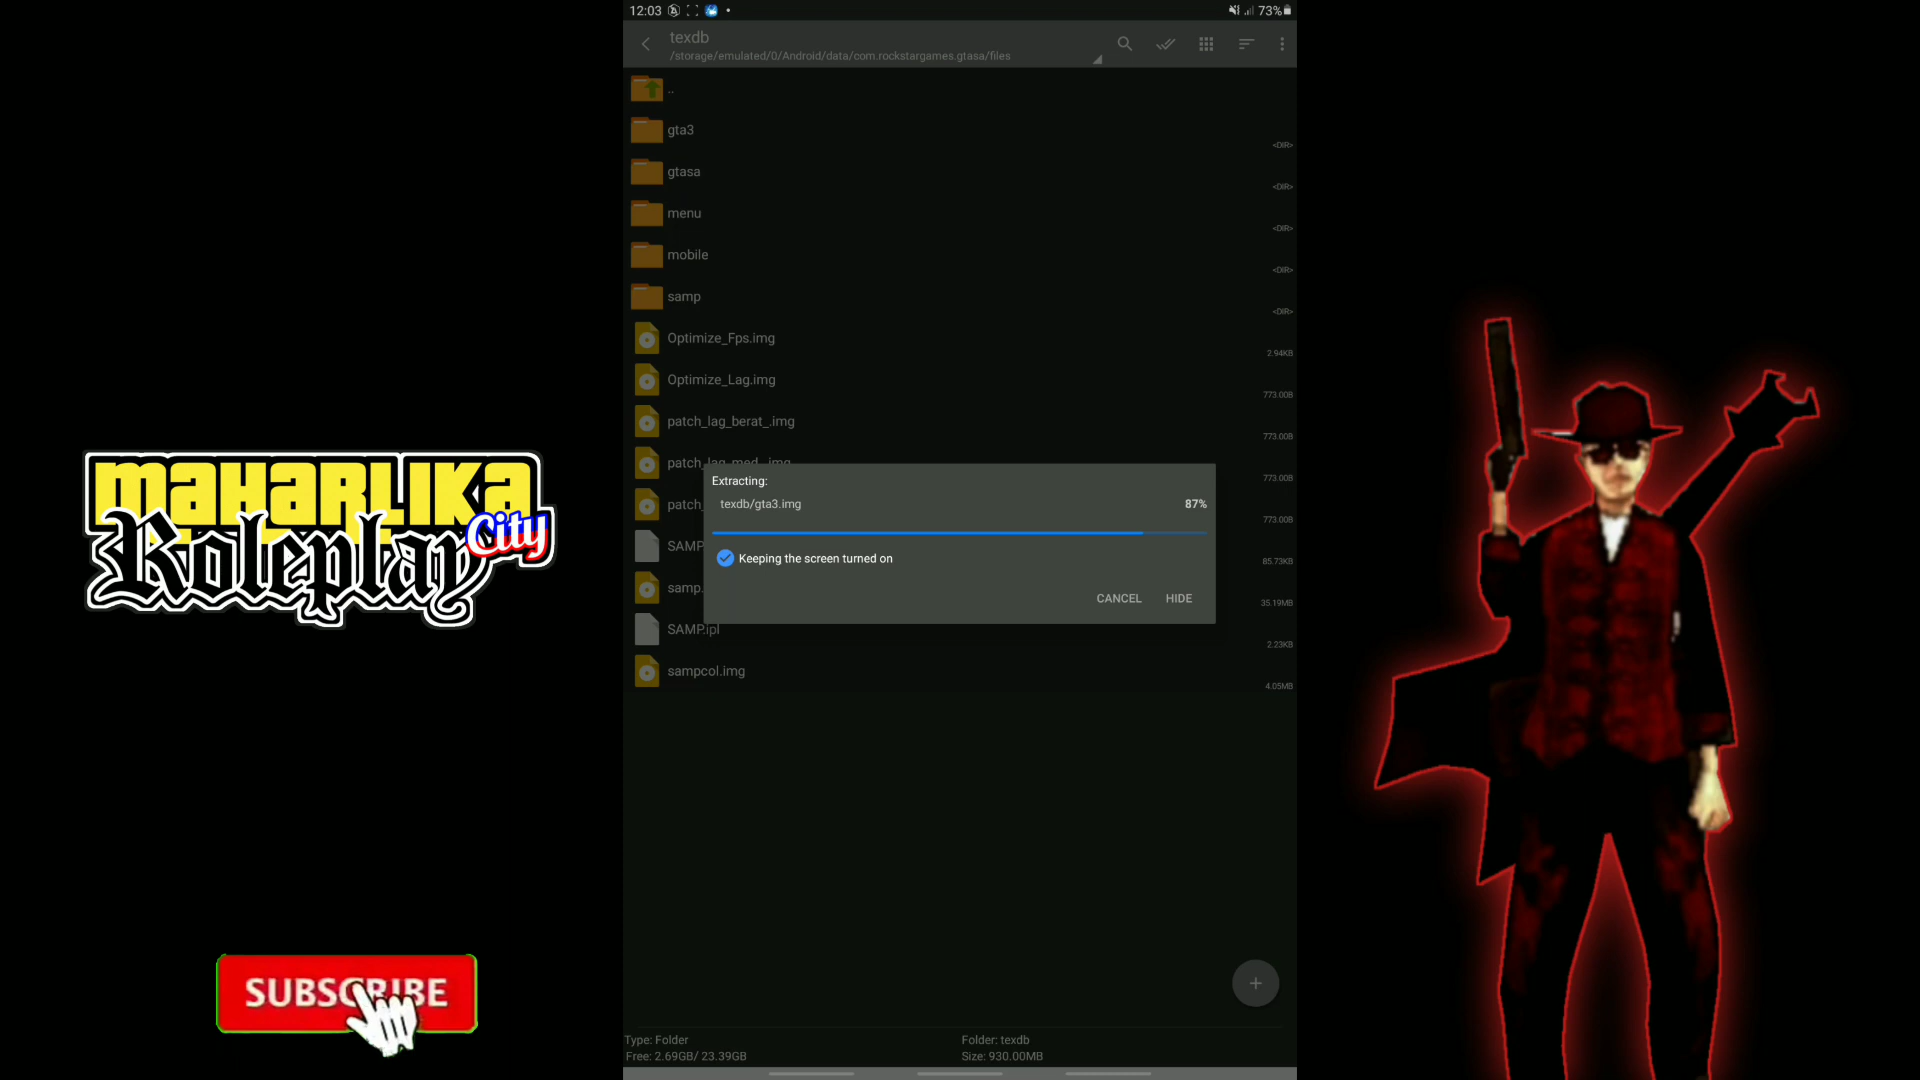 12:03
73%
texdb
/storage/emulated/0/Android/data/com.rockstargames.gtasa/files
..
gta3
<DIR>
gtasa
<DIR>
menu
<DIR>
mobile
<DIR>
samp
<DIR>
Optimize_Fps.img
2.94KB
Optimize_Lag.img
773.00B
patch_lag_berat_.img
773.00B
patch_lag_med_.img
773.00B
patch_
773.00B
SAMP
85.73KB
samp.
35.19MB
SAMP.ipl
2.23KB
sampcol.img
4.05MB
Extracting:
texdb/gta3.img
87%
Keeping the screen turned on
CANCEL HIDE
MAHARLIKA
City
Roleplay
SUBSCRIBE
Type: Folder
Folder: texdb
Free: 2.69GB/ 23.39GB
Size: 930.00MB